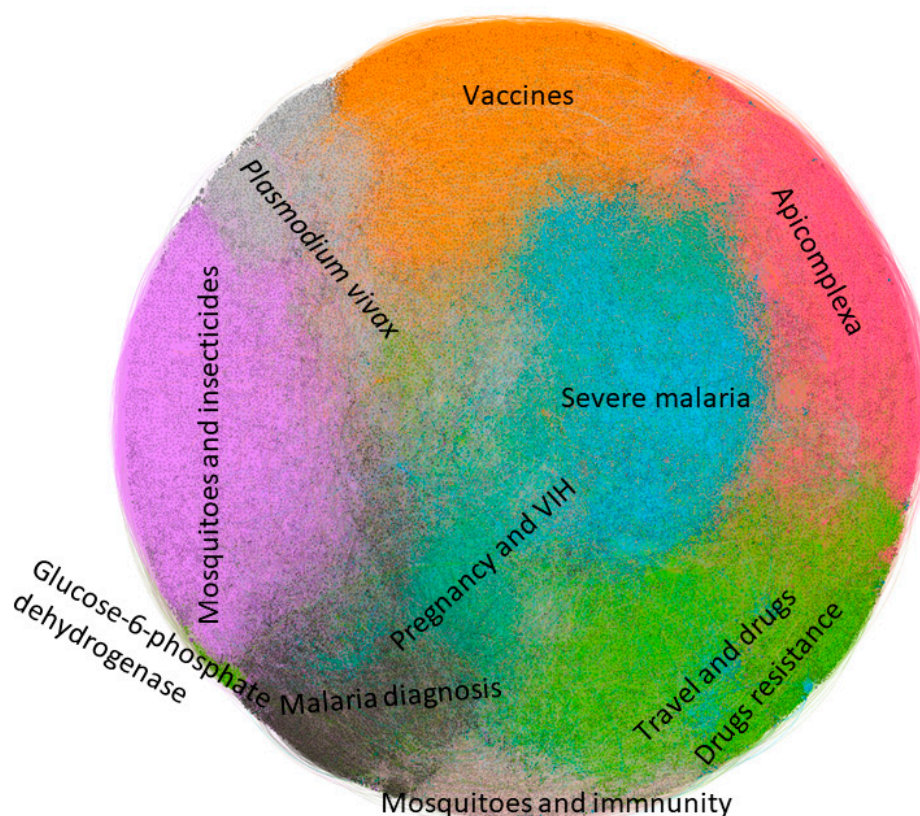 Vaccines
Plasmodium vivax
Apicomplexa
Mosquitoes and insecticides
Severe malaria
Pregnancy and VIH
Glucose-6-phosphate
dehydrogenase
Malaria diagnosis
Travel and drugs
Drugs resistance
Mosquitoes and immnunity